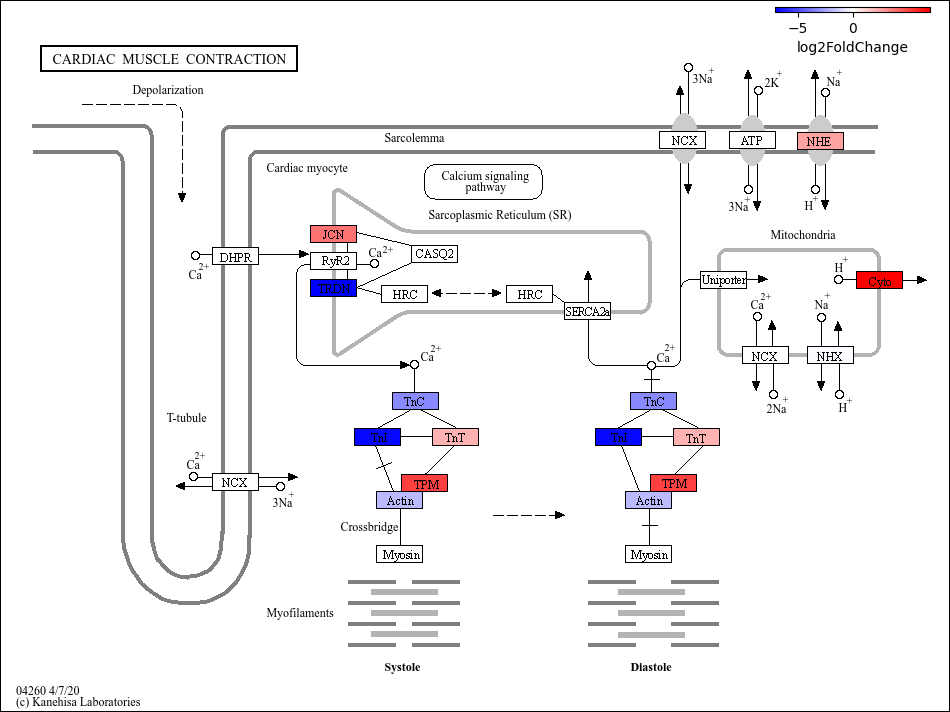 −5 0
log2FoldChange
CARDIAC MUSCLE CONTRACTION
Depolarization
3Na+
2K+
Na+
Sarcolemma
NCX
ATP
NHE
Cardiac myocyte
Calcium signaling
pathway
3Na+
H+
Sarcoplasmic Reticulum (SR)
Mitochondria
JCN
Ca2+
CASQ2
DHPR
RyR2
Ca2+
H+
TRDN
HRC
HRC
Uniporter
Cyto
SERCA2a
Ca2+
Na+
Ca2+
Ca2+
NCX
NHX
2Na+
H+
TnC
TnC
T-tubule
TnI
TnT
TnI
TnT
Ca2+
NCX
3Na+
TPM
TPM
Actin
Actin
Crossbridge
Myosin
Myosin
Myofilaments
Systole
Diastole
04260 4/7/20
(c) Kanehisa Laboratories